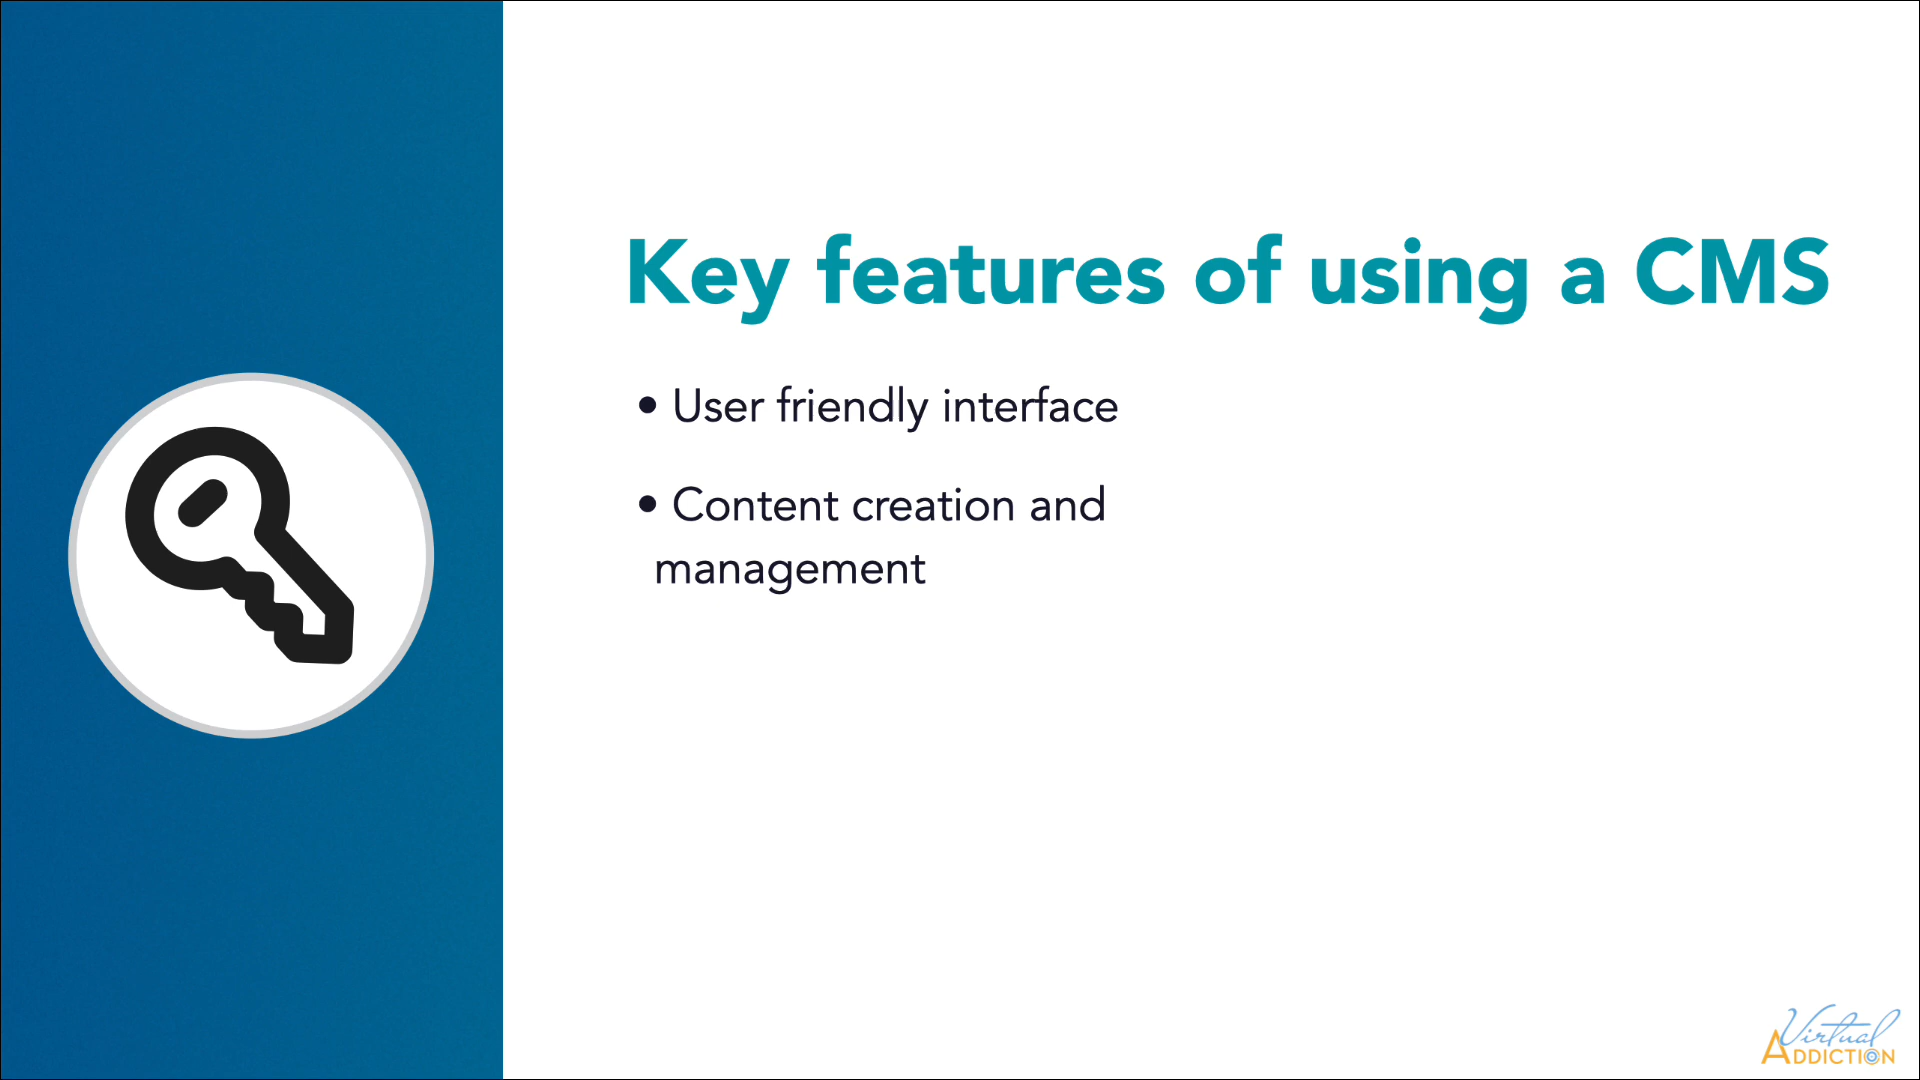 Key features of using a CMS
• User friendly interface
• Content creation and
management
Virtual
ADDICTION